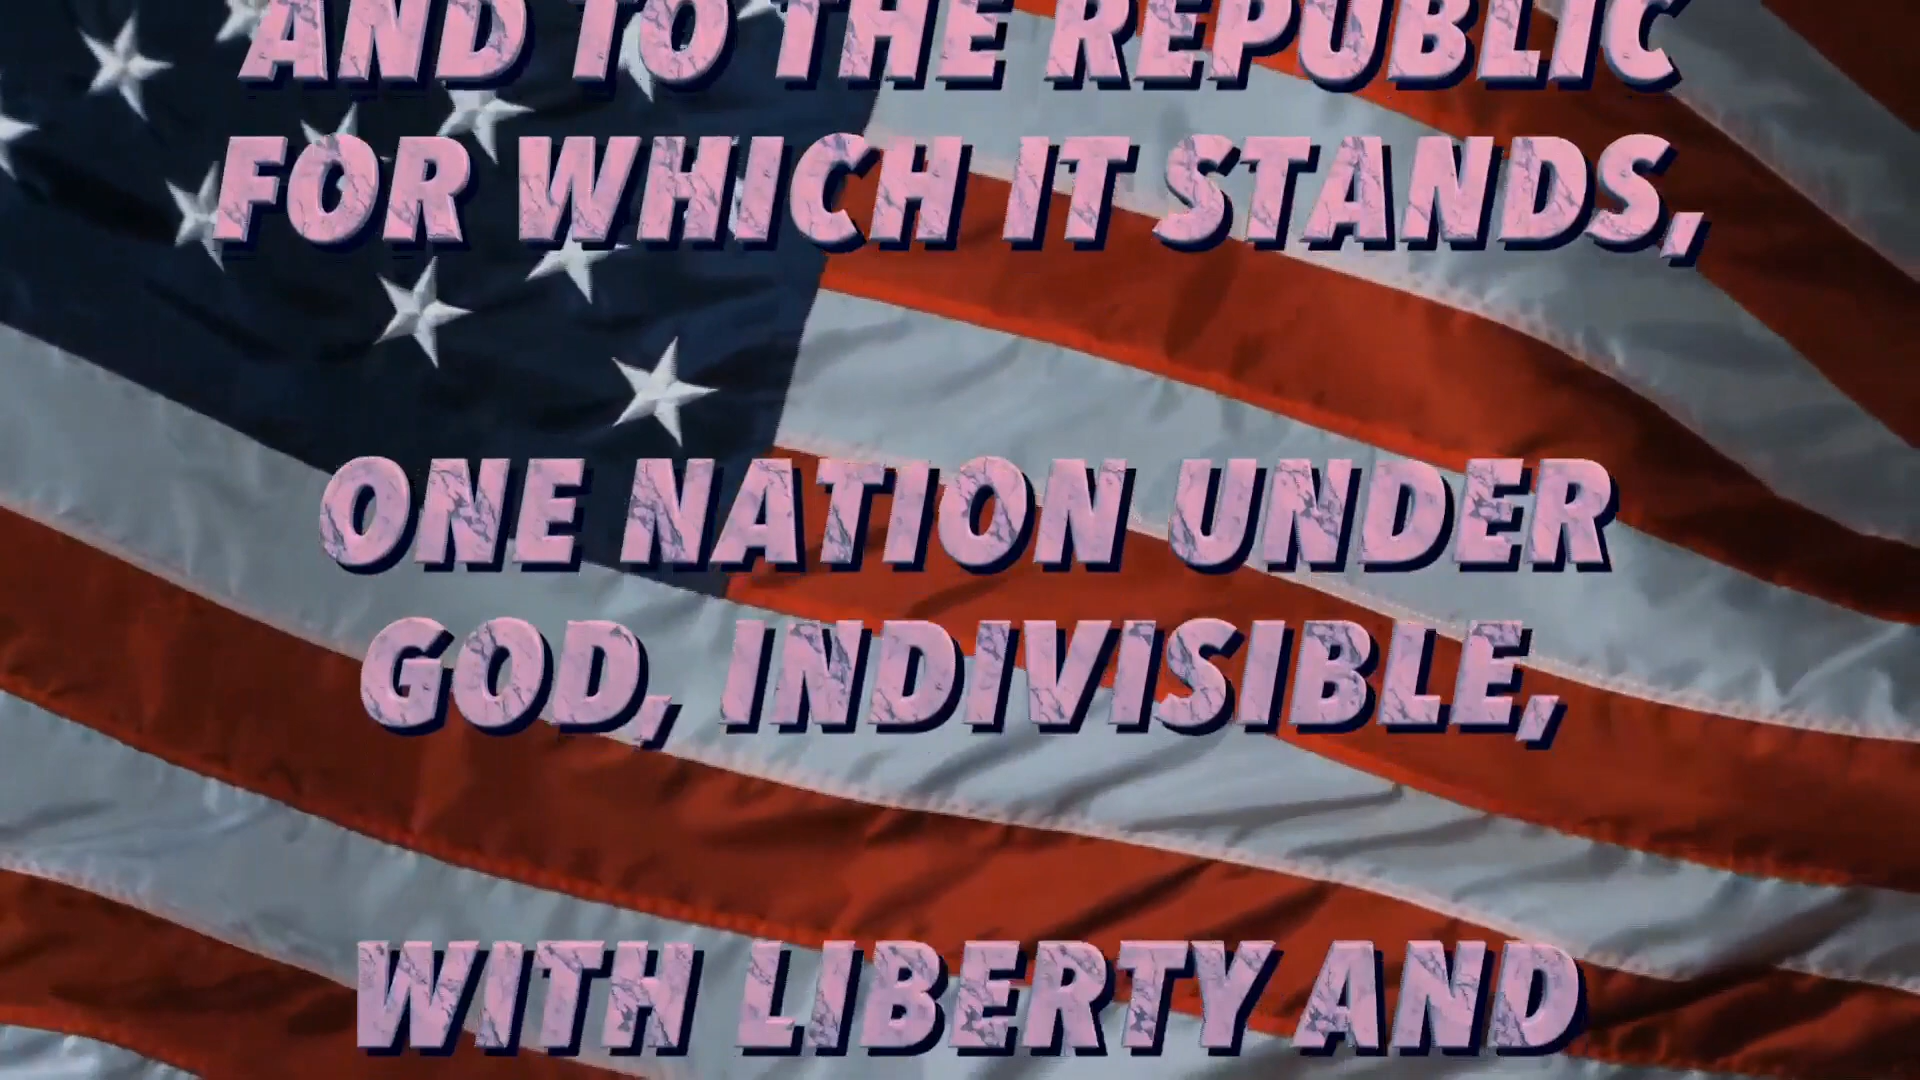 AND TO THE REPUBLIC
FOR WHICH IT STANDS,
ONE NATION UNDER
GOD, INDIVISIBLE,
WITH LIBERTY AND